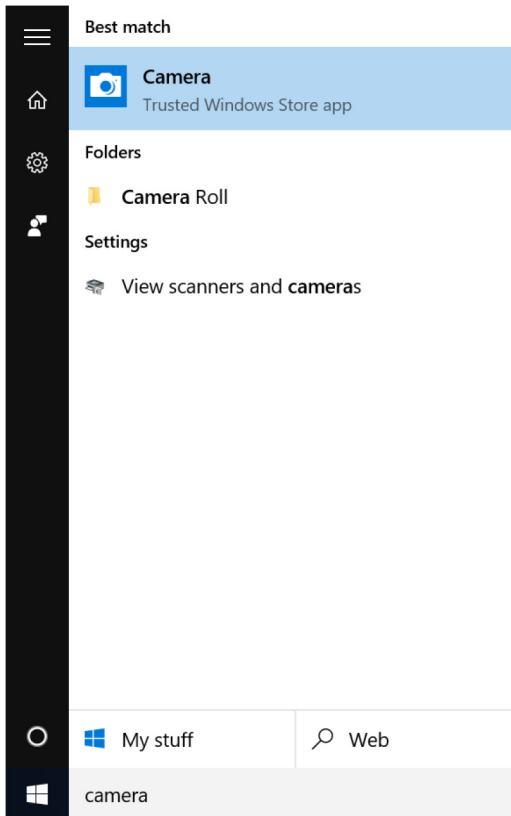 Best match
Camera
Trusted Windows Store app
Folders
Camera Roll
Settings
View scanners and cameras
My stuff
Web
camera